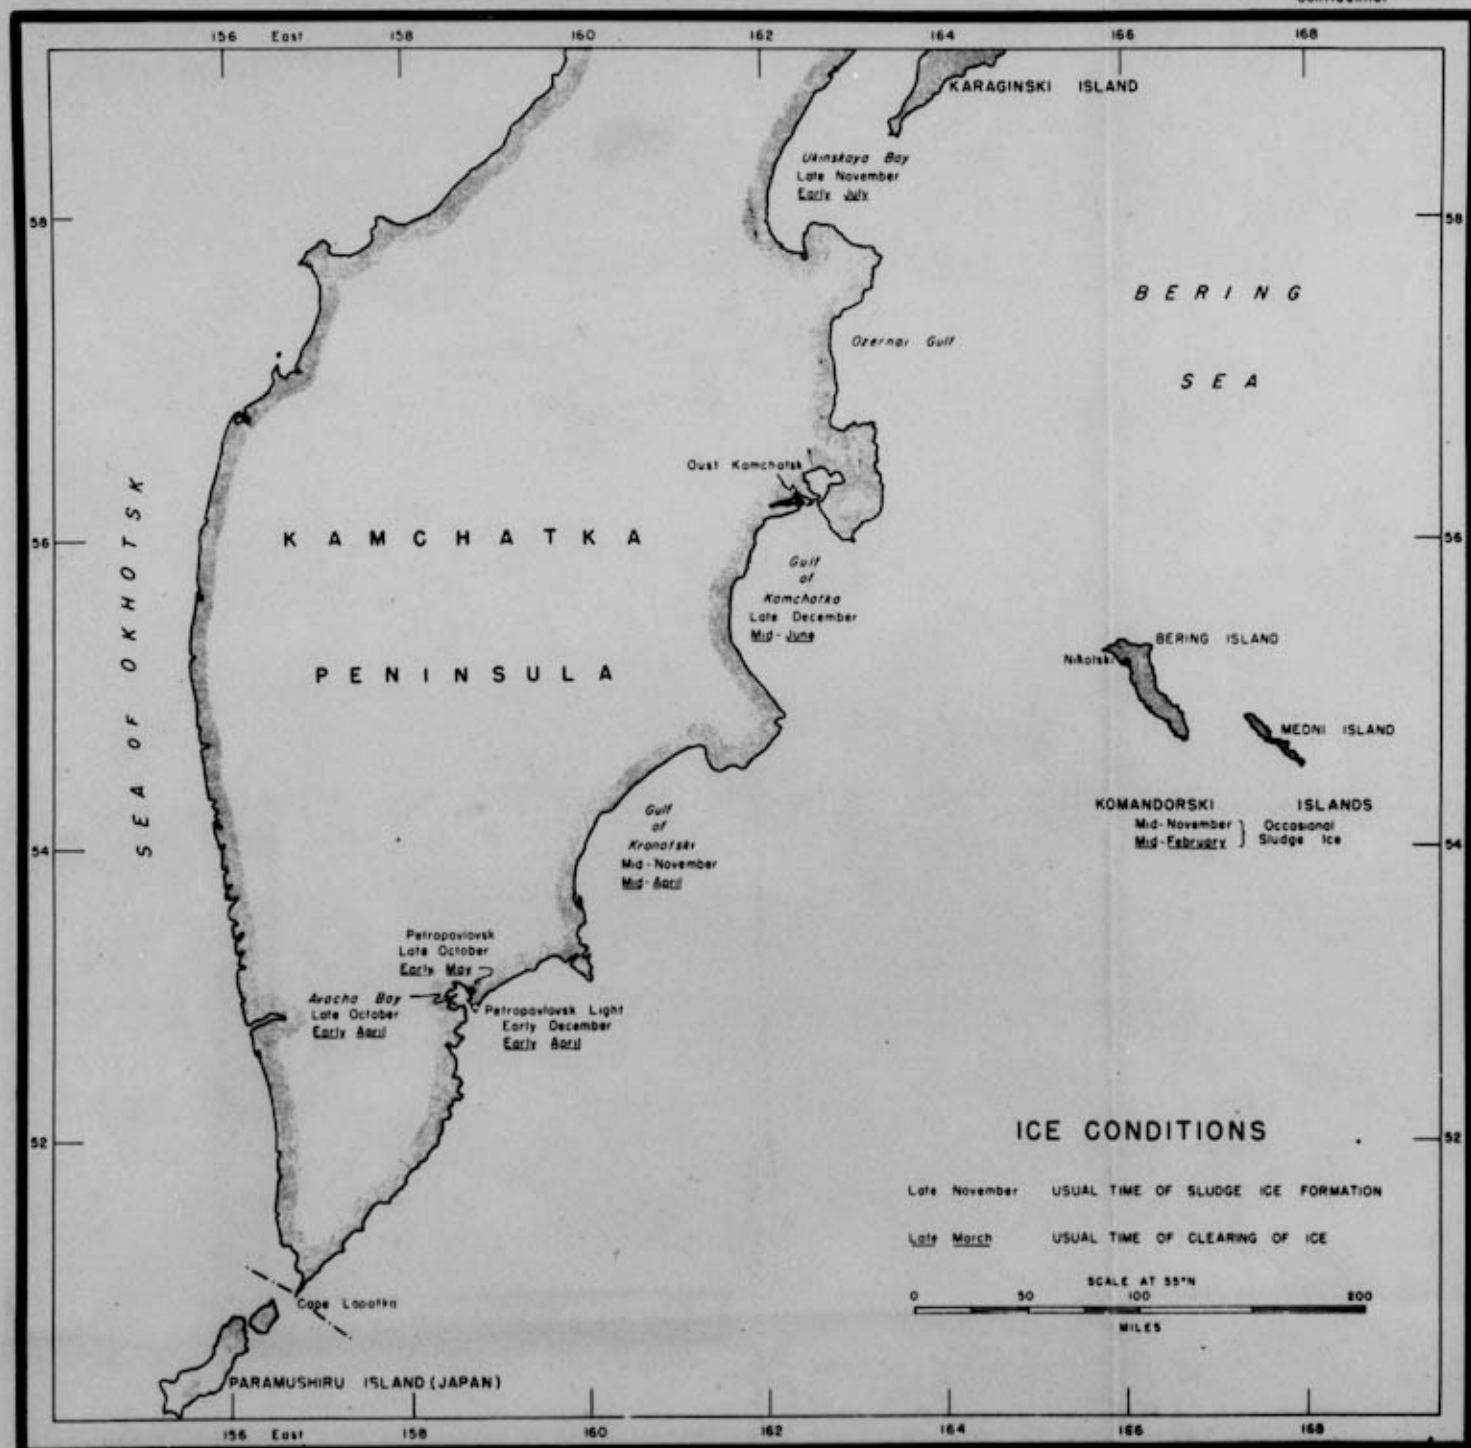 156 East 158 160 162 164 166 168
KARAGINSKI ISLAND
Ukinskaya Bay
Late November
Early July
58 58
BERING
SEA
Ozernoi Gulf
Oust Kamchatsk
SEA OF OKHOTSK
KAMCHATKA
PENINSULA
56 56
Gulf
of
Kamchatka
Late December
Mid-June
BERING ISLAND
Nikolski
MEDNI ISLAND
KOMANDORSKI ISLANDS
Mid-November } Occasional
Mid-February } Sludge Ice
54 54
Gulf
of
Kronotski
Mid-November
Mid-April
Petropavlovsk
Late October
Early May
Avacha Bay
Late October
Early April
Petropavlovsk Light
Early December
Early April
52 52
ICE CONDITIONS
Late November USUAL TIME OF SLUDGE ICE FORMATION
Late March USUAL TIME OF CLEARING OF ICE
SCALE AT 55°N
0 50 100 200
MILES
Cape Lopatka
PARAMUSHIRU ISLAND (JAPAN)
156 East 158 160 162 164 166 168